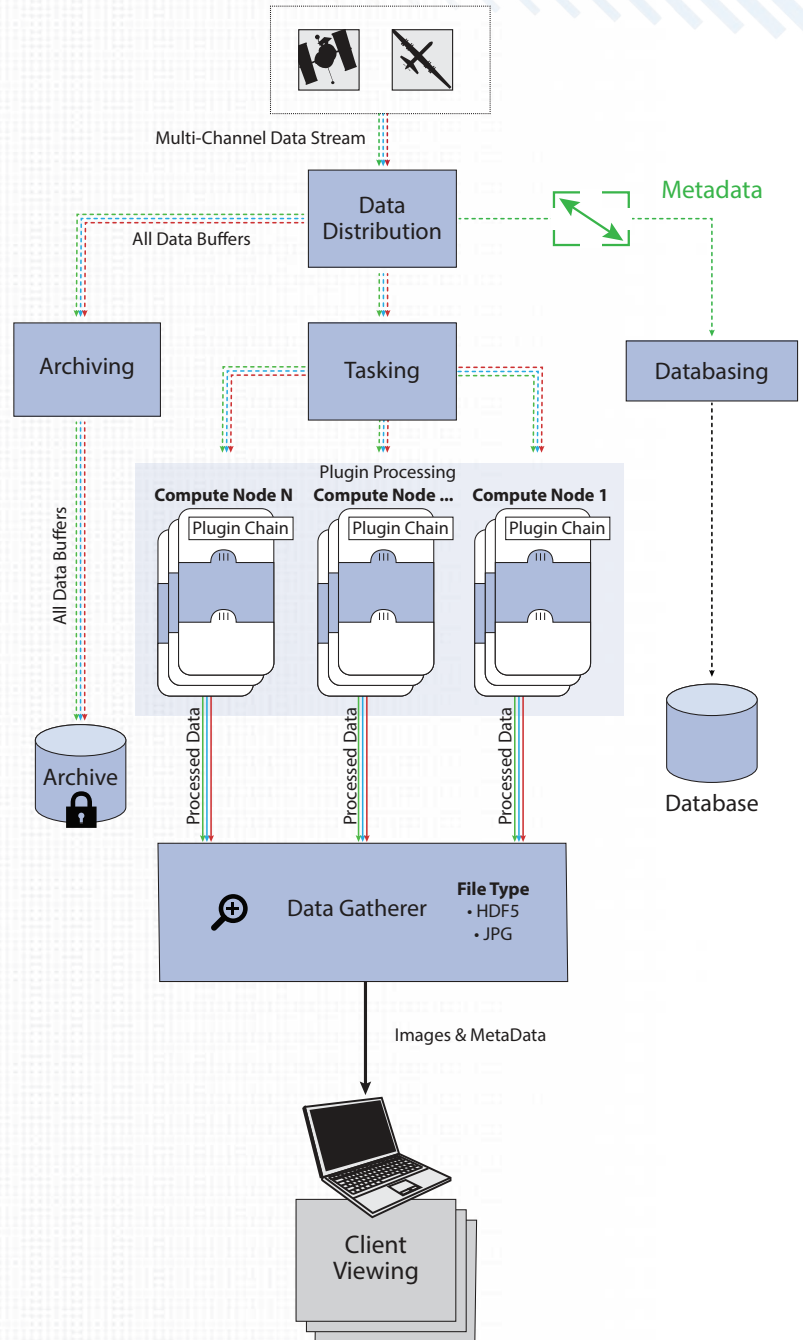 Multi-Channel Data Stream
Data
Distribution
Metadata
All Data Buffers
Archiving
Tasking
Databasing
Plugin Processing
Compute Node N
Compute Node ...
Compute Node 1
Plugin Chain
Plugin Chain
Plugin Chain
All Data Buffers
Processed Data
Processed Data
Processed Data
Archive
Database
Data Gatherer
File Type
• HDF5
• JPG
Images & MetaData
Client
Viewing